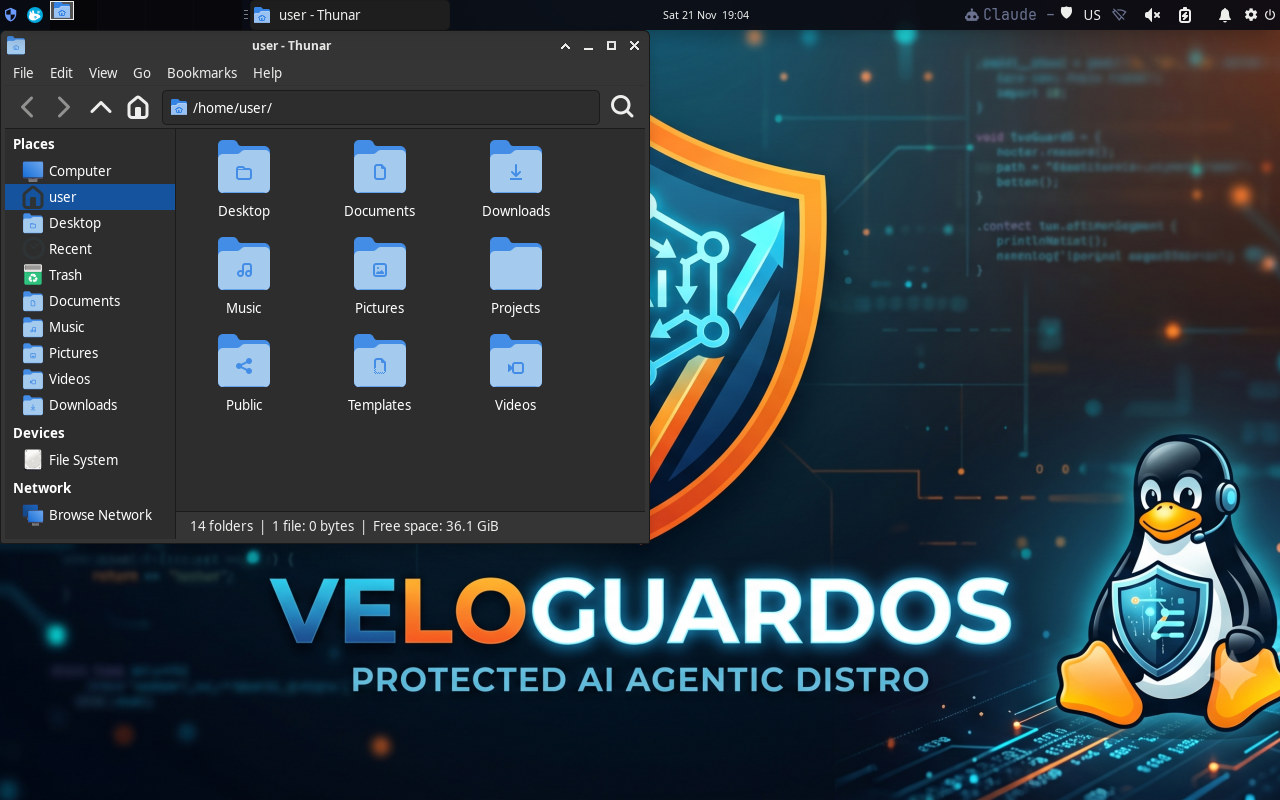 user - Thunar
Sat 21 Nov 19:04
Claude –
US
user - Thunar
File Edit View Go Bookmarks Help
/home/user/
Places
Computer
user
Desktop
Recent
Trash
Documents
Music
Pictures
Videos
Downloads
Devices
File System
Network
Browse Network
Desktop Documents Downloads
Music Pictures Projects
Public Templates Videos
14 folders | 1 file: 0 bytes | Free space: 36.1 GiB
VELOGUARDOS
PROTECTED AI AGENTIC DISTRO